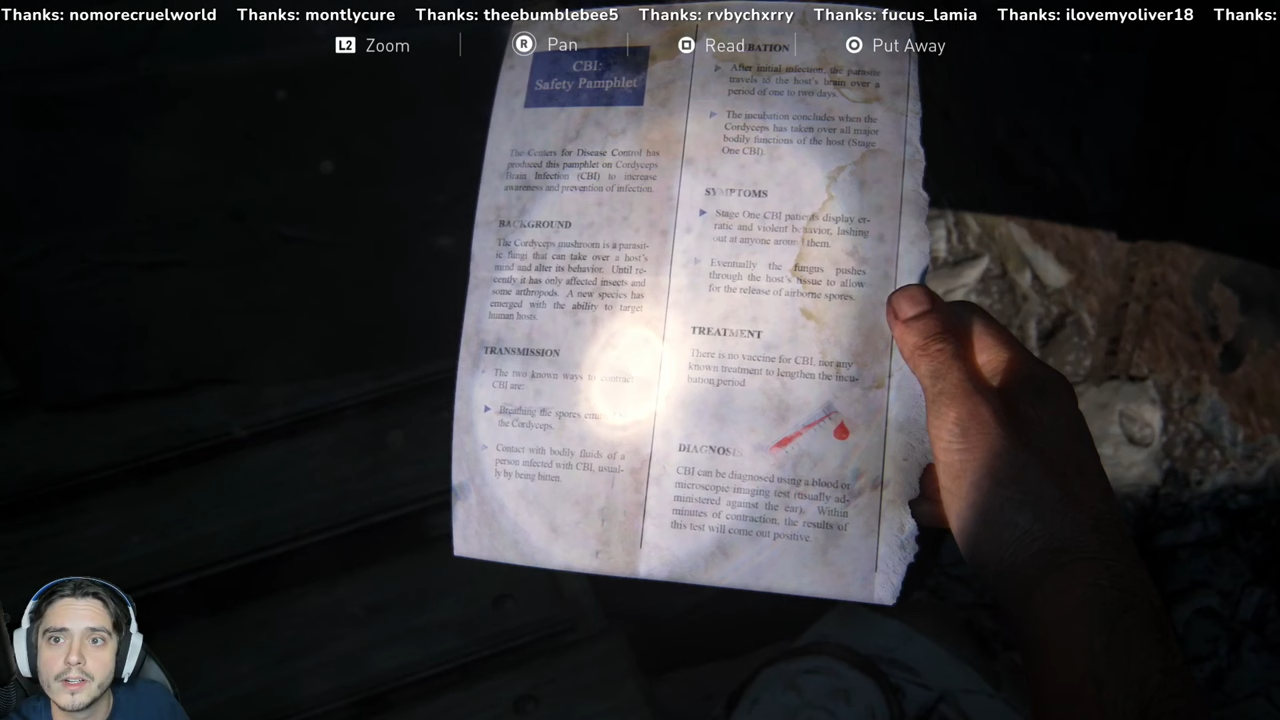 Thanks: nomorecruelworld Thanks: montlycure Thanks: theebumblebee5 Thanks: rvbychxrry Thanks: fucus_lamia Thanks: ilovemyoliver18 Thanks:
L2 Zoom R Pan Read Put Away
CBI:
Safety Pamphlet
The Centers for Disease Control has
produced this pamphlet on Cordyceps
Brain Infection (CBI) to increase
awareness and prevention of infection.
BACKGROUND
The Cordyceps mushroom is a parasit-
ic fungi that can take over a host's
mind and alter its behavior. Until re-
cently it has only affected insects and
some arthropods. A new species has
emerged with the ability to target
human hosts.
TRANSMISSION
The two known ways to contract
CBI are:
Breathing the spores
the Cordyceps.
Contact with bodily fluids of a
person infected with CBI, usual-
ly by being bitten.
BATION
After initial infection, the parasite
travels to the host's brain over a
period of one to two days.
The incubation concludes when the
Cordyceps has taken over all major
bodily functions of the host (Stage
One CBI).
SYMPTOMS
Stage One CBI patients display er-
ratic and violent behavior, lashing
out at anyone around them.
Eventually the fungus pushes
through the host's tissue to allow
for the release of airborne spores.
TREATMENT
There is no vaccine for CBI, nor any
known treatment to lengthen the incu-
bation period
DIAGNOSI
CBI can be diagnosed using a blood or
microscopic imaging test (usually ad-
ministered against the ear). Within
minutes of contraction, the results of
this test will come out positive.